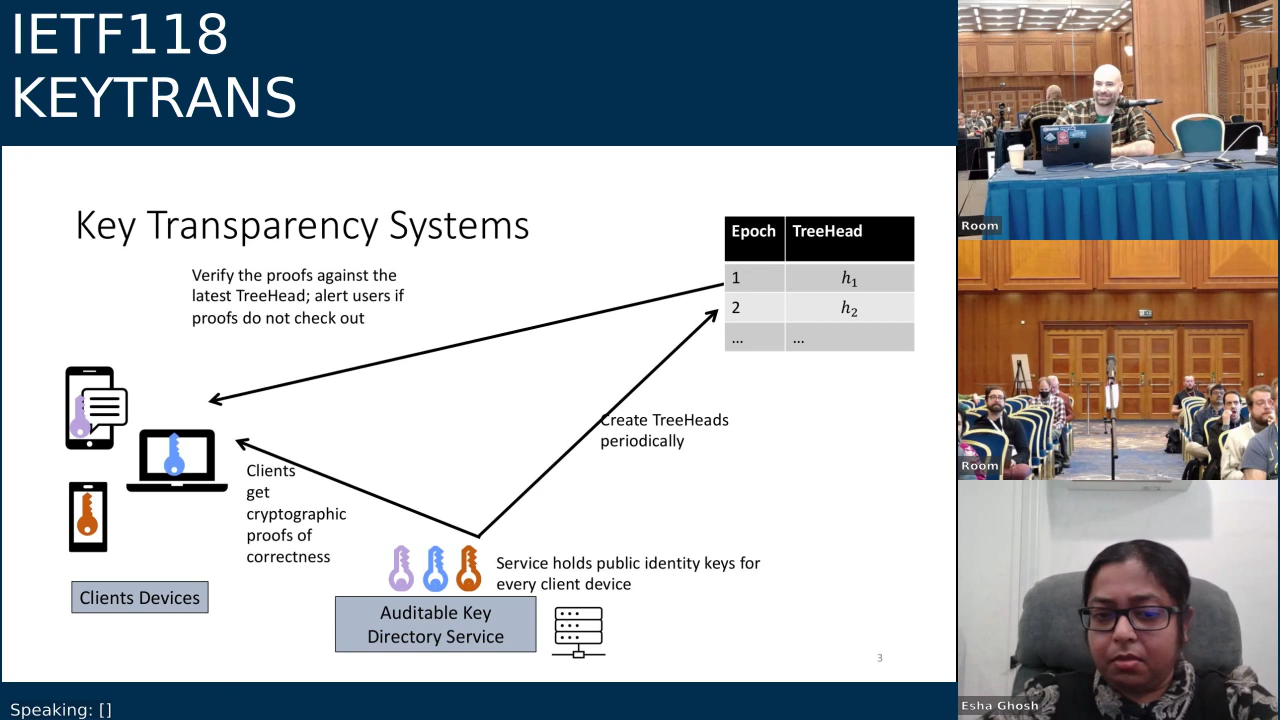 IETF118
KEYTRANS
Key Transparency Systems
Epoch TreeHead
1 h₁
2 h₂
... ...
Verify the proofs against the
latest TreeHead; alert users if
proofs do not check out
Create TreeHeads
periodically
Clients
get
cryptographic
proofs of
correctness
Service holds public identity keys for
every client device
Clients Devices
Auditable Key
Directory Service
3
Speaking: []
Room
Room
Esha Ghosh